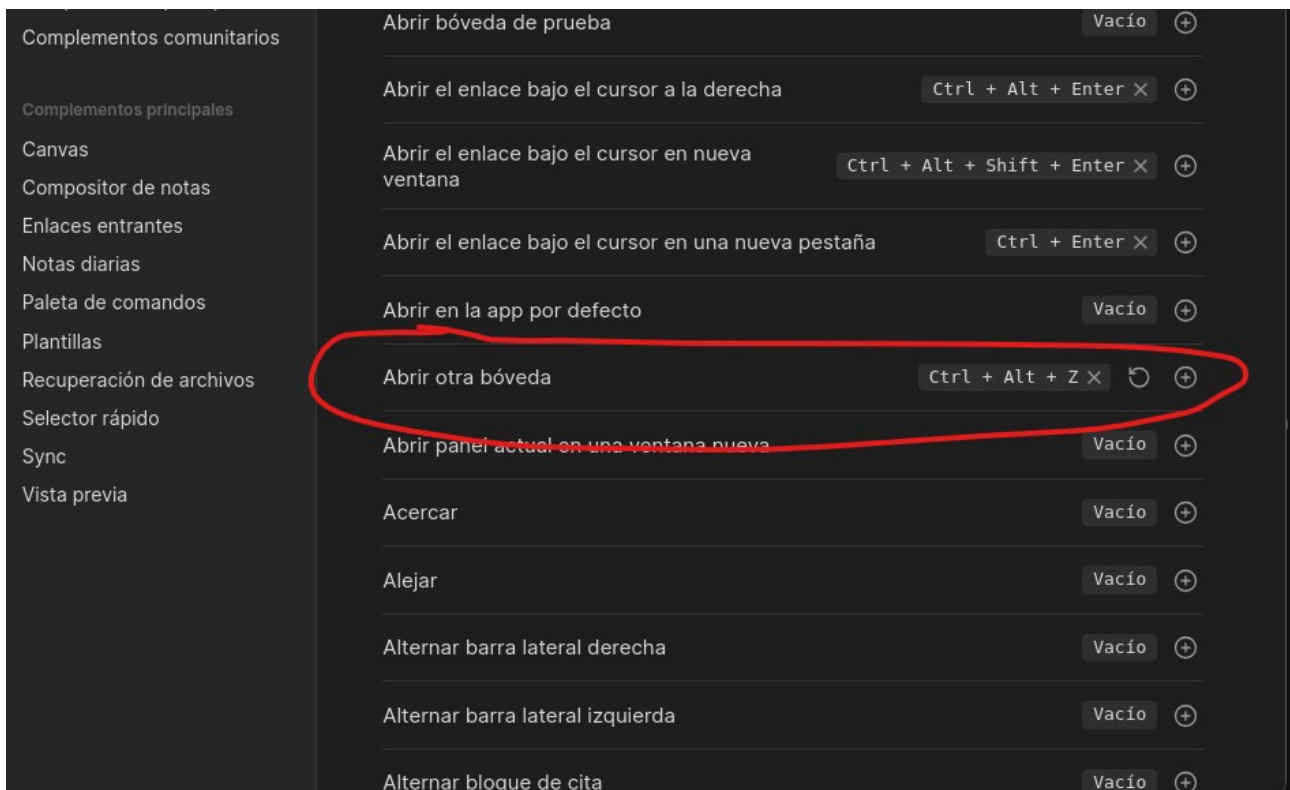 Complementos comunitarios
Complementos principales
Canvas
Compositor de notas
Enlaces entrantes
Notas diarias
Paleta de comandos
Plantillas
Recuperación de archivos
Selector rápido
Sync
Vista previa
Abrir bóveda de prueba Vacío
Abrir el enlace bajo el cursor a la derecha Ctrl + Alt + Enter
Abrir el enlace bajo el cursor en nueva
ventana Ctrl + Alt + Shift + Enter
Abrir el enlace bajo el cursor en una nueva pestaña Ctrl + Enter
Abrir en la app por defecto Vacío
Abrir otra bóveda Ctrl + Alt + Z
Abrir panel actual en una ventana nueva Vacío
Acercar Vacío
Alejar Vacío
Alternar barra lateral derecha Vacío
Alternar barra lateral izquierda Vacío
Alternar bloque de cita Vacío